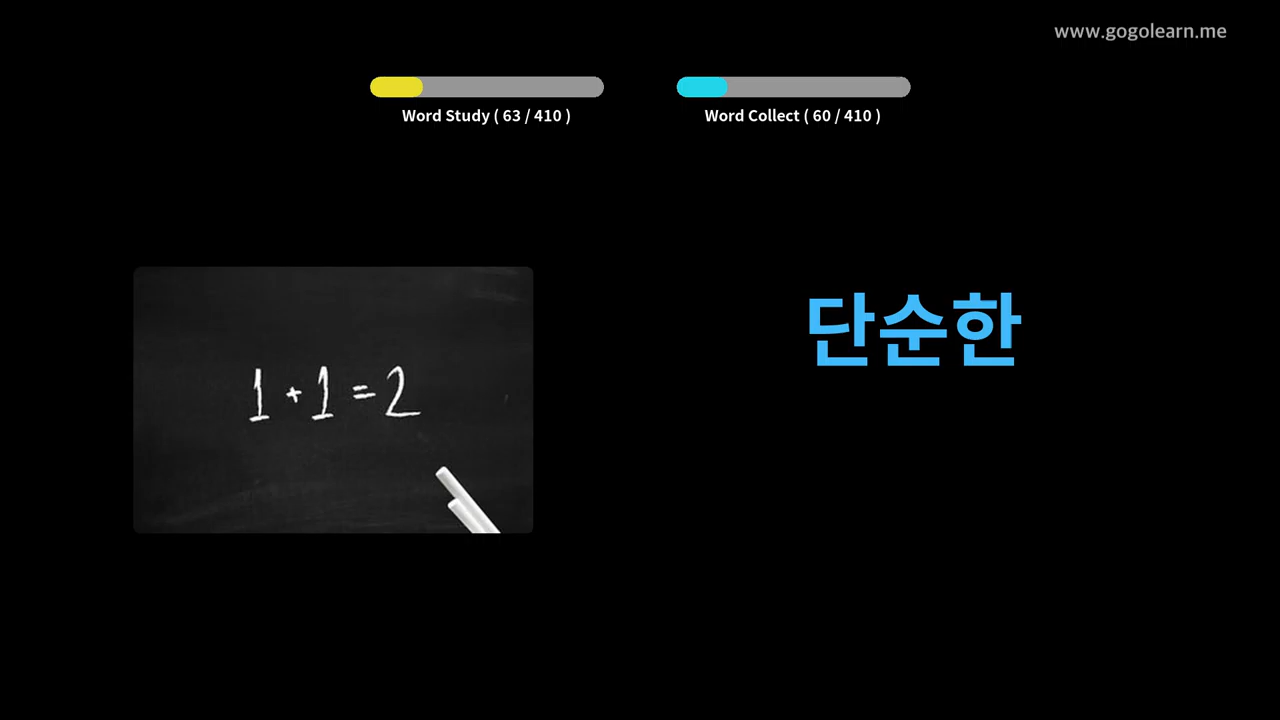 www.gogolearn.me
Word Study ( 63 / 410 )
Word Collect ( 60 / 410 )
단순한
1 + 1 = 2